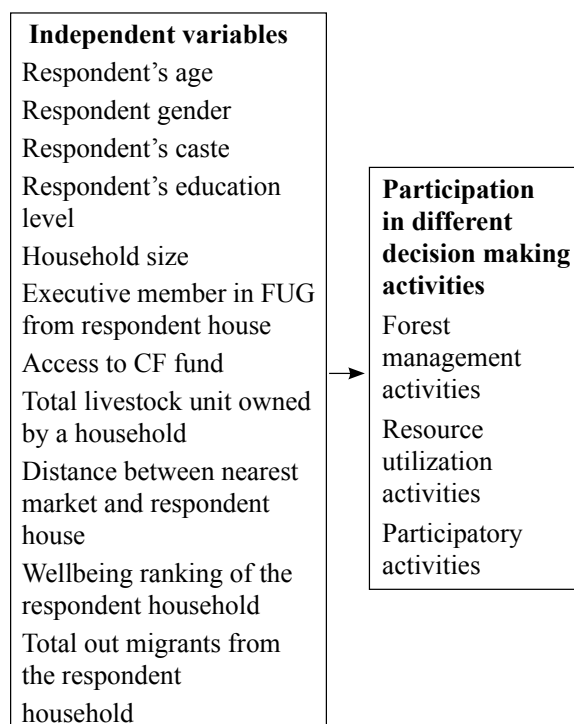 Independent variables
Respondent’s age
Respondent gender
Respondent’s caste
Respondent’s education
level
Household size
Executive member in FUG
from respondent house
Access to CF fund
Total livestock unit owned
by a household
Distance between nearest
market and respondent
house
Wellbeing ranking of the
respondent household
Total out migrants from
the respondent
household
Participation
in different
decision making
activities
Forest
management
activities
Resource
utilization
activities
Participatory
activities